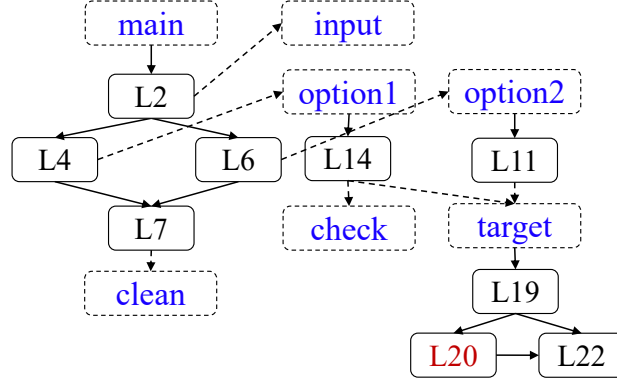 main
input
L2
option1
option2
L4
L6
L14
L11
L7
check
target
clean
L19
L20
L22